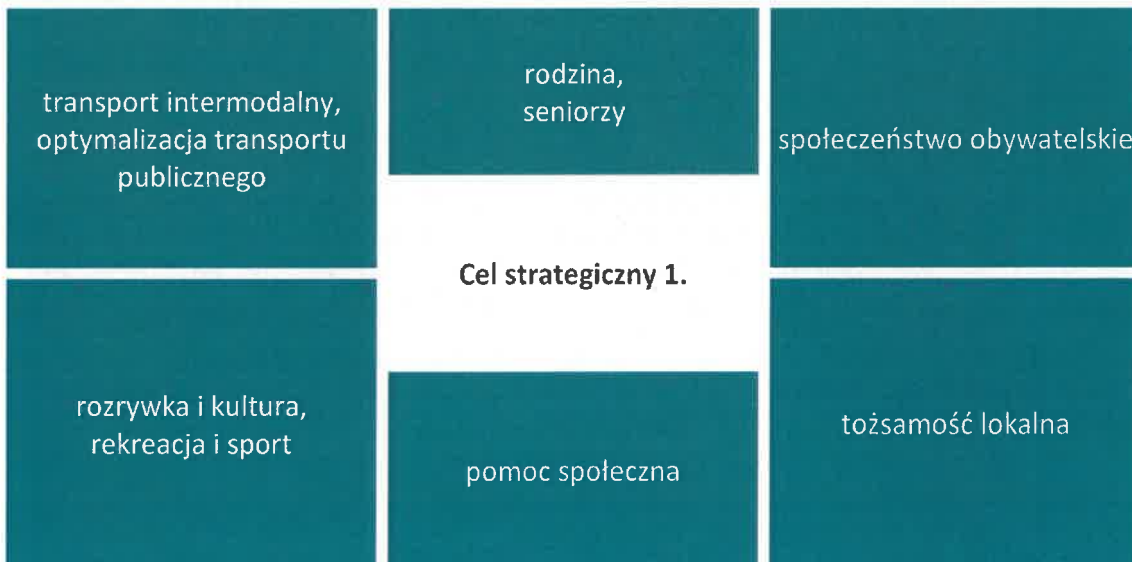 transport intermodalny,
optymalizacja transportu
publicznego
rodzina,
seniorzy
społeczeństwo obywatelskie
Cel strategiczny 1.
rozrywka i kultura,
rekreacja i sport
pomoc społeczna
tożsamość lokalna